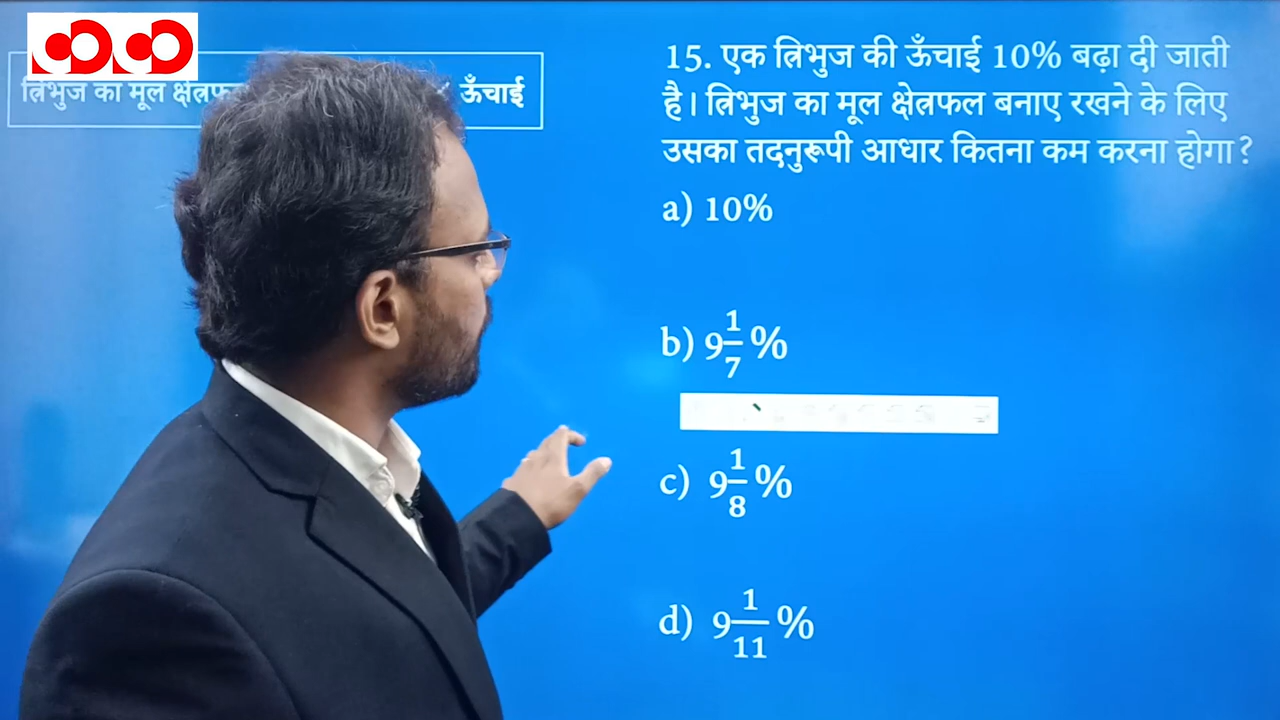 त्रिभुज का मूल
ऊँचाई
15. एक त्रिभुज की ऊँचाई 10% बढ़ा दी जाती
है। त्रिभुज का मूल क्षेत्रफल बनाए रखने के लिए
उसका तदनुरूपी आधार कितना कम करना होगा?
a) 10%
b) 9 1/7 %
c) 9 1/8 %
d) 9 1/11 %